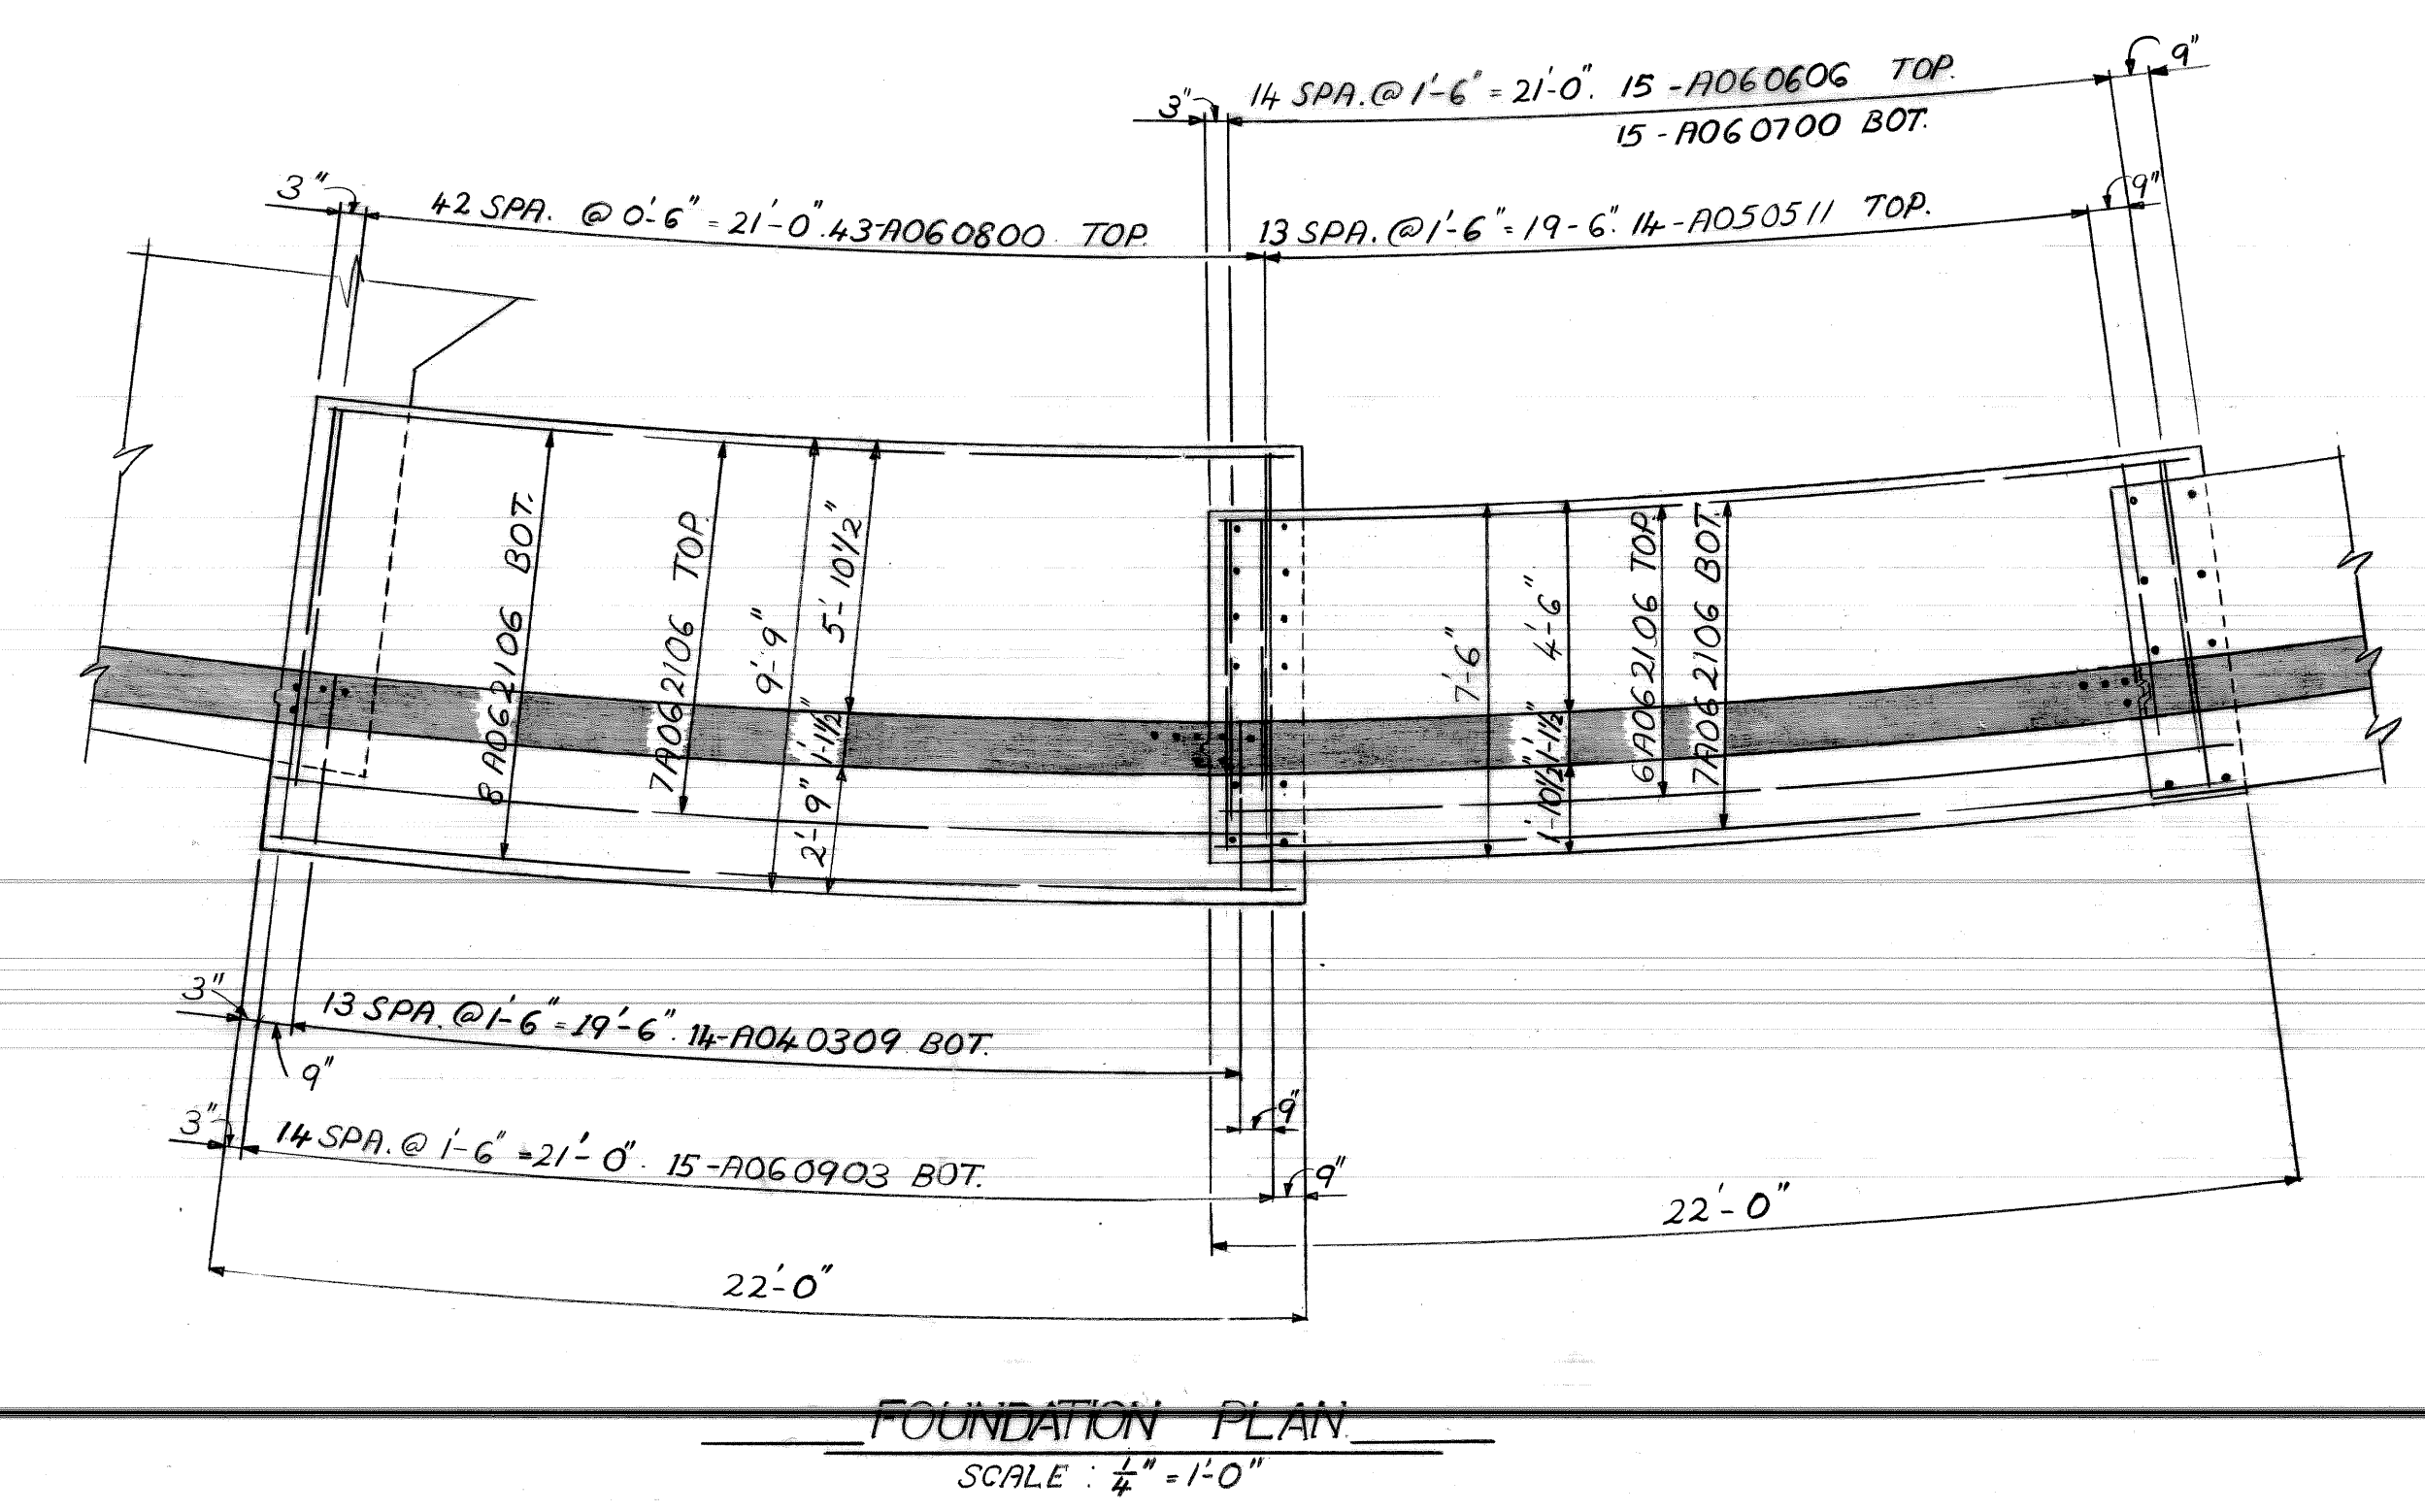 9"
14 SPA. @ 1'-6" = 21'-0". 15 -A060606 TOP.
3"
15 - A060700 BOT.
3"
9"
42 SPA. @ 0'-6" = 21'-0". 43-A060800 TOP.
13 SPA. @ 1'-6" = 19-6". 14-A050511 TOP.
8 A062106 BOT.
7A062106 TOP.
9'-9"
5'-10½"
1'-1½"
2'-9"
7'-6"
4'-6"
1'-1½"
1'-10½"
6A062106 TOP.
7A062106 BOT.
3"
13 SPA. @ 1'-6" = 19'-6". 14-A040309 BOT.
9"
9"
3"
14 SPA. @ 1'-6" = 21'-0". 15 -A060903 BOT.
9"
22'-0"
22'-0"
FOUNDATION PLAN.
SCALE : ¼" = 1'-0"